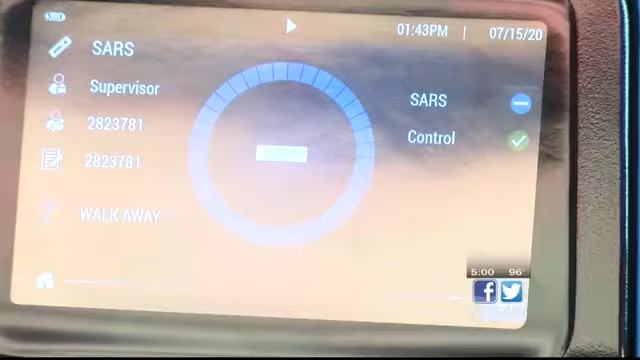 01:43PM | 07/15/20
SARS
Supervisor
2823781
2823781
WALK AWAY
SARS
Control
5:00 96°